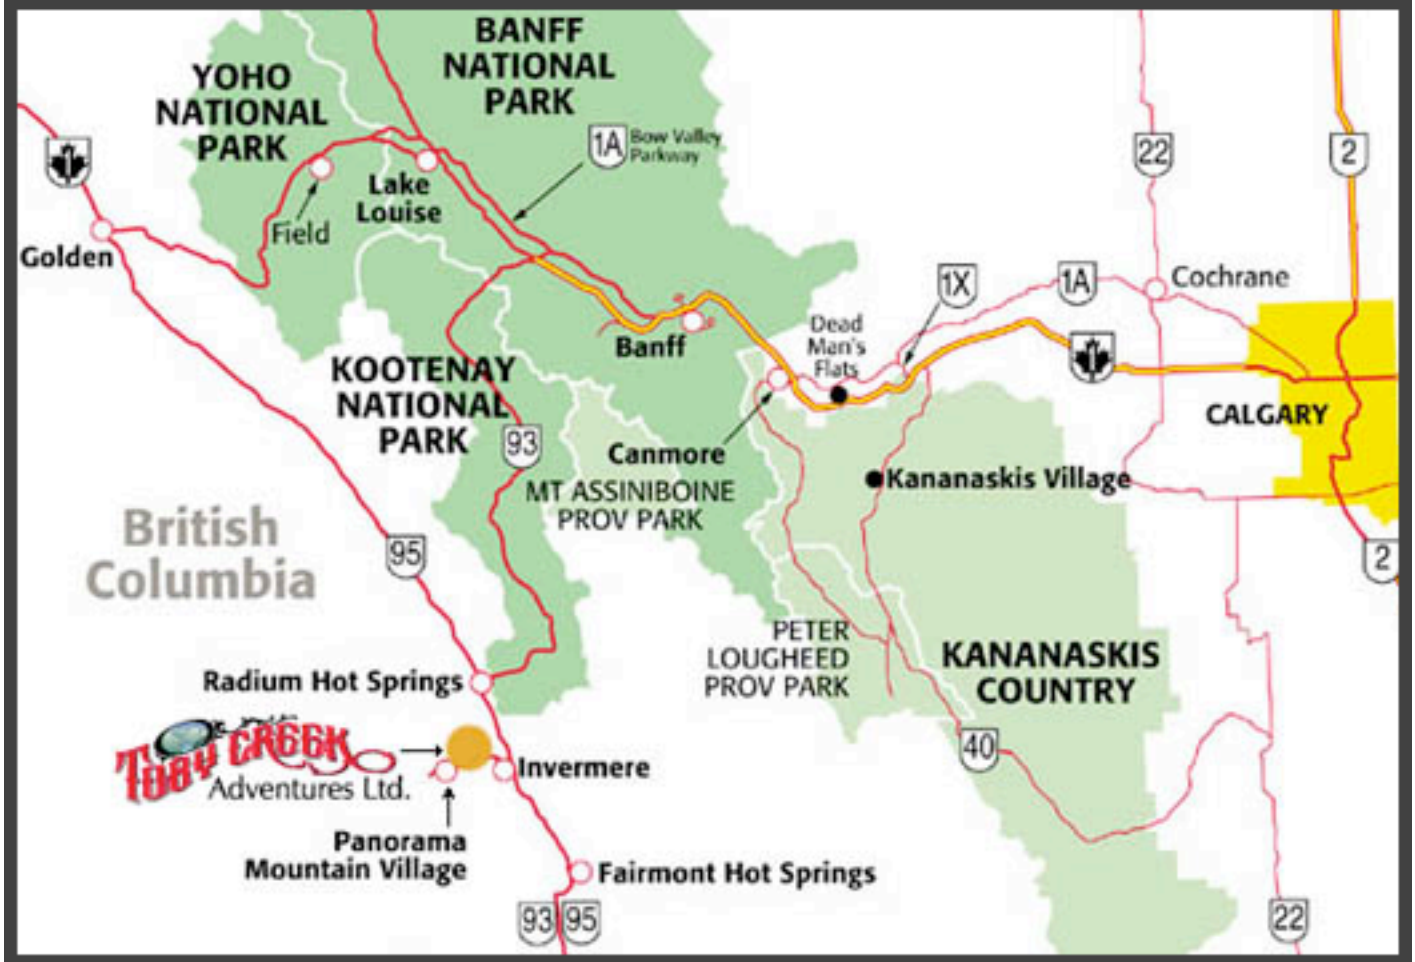 BANFF
NATIONAL
PARK
YOHO
NATIONAL
PARK
1A
Bow Valley
Parkway
22
2
Lake
Louise
Field
Golden
1X
1A
Cochrane
Dead
Man's
Flats
Banff
KOOTENAY
NATIONAL
PARK
93
CALGARY
Canmore
Kananaskis Village
MT ASSINIBOINE
PROV PARK
British
Columbia
95
2
PETER
LOUGHEED
PROV PARK
KANANASKIS
COUNTRY
Radium Hot Springs
40
TOBY CREEK
Adventures Ltd.
Invermere
Panorama
Mountain Village
Fairmont Hot Springs
93 95
22